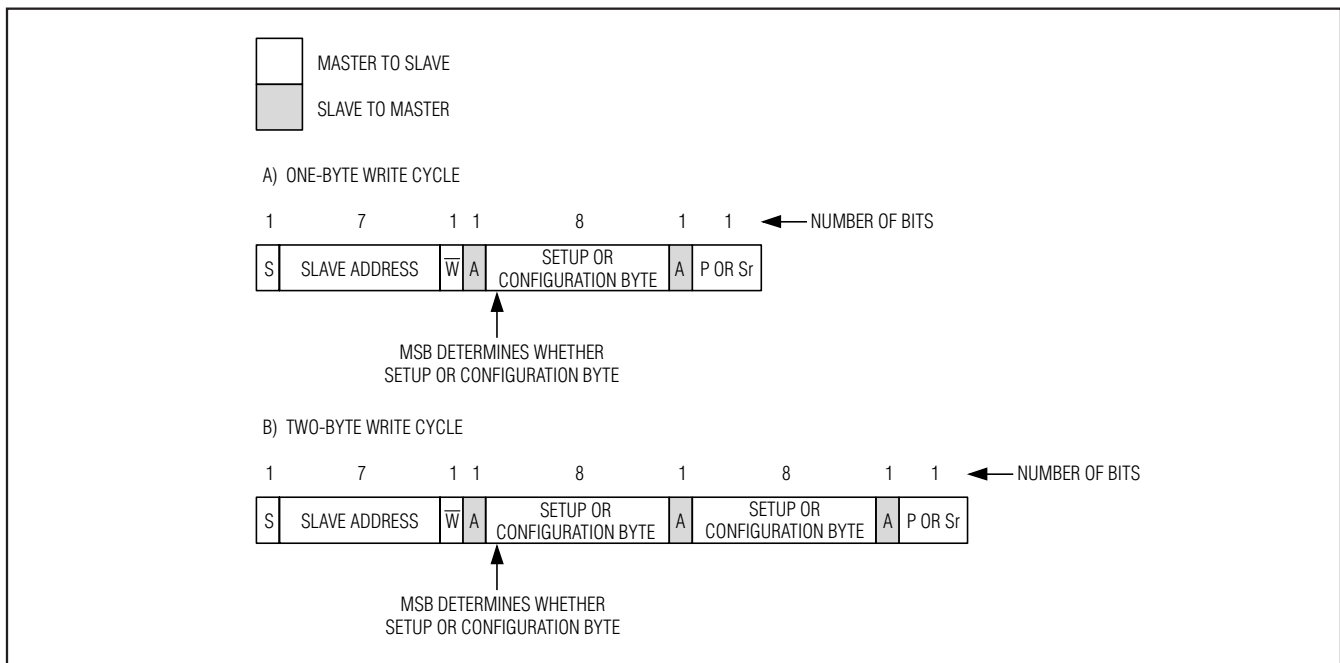 MASTER TO SLAVE
SLAVE TO MASTER
A) ONE-BYTE WRITE CYCLE
1 7 1 1 8 1 1 NUMBER OF BITS
S SLAVE ADDRESS W̅ A SETUP OR CONFIGURATION BYTE A P OR Sr
MSB DETERMINES WHETHER
SETUP OR CONFIGURATION BYTE
B) TWO-BYTE WRITE CYCLE
1 7 1 1 8 1 8 1 1 NUMBER OF BITS
S SLAVE ADDRESS W̅ A SETUP OR CONFIGURATION BYTE A SETUP OR CONFIGURATION BYTE A P OR Sr
MSB DETERMINES WHETHER
SETUP OR CONFIGURATION BYTE